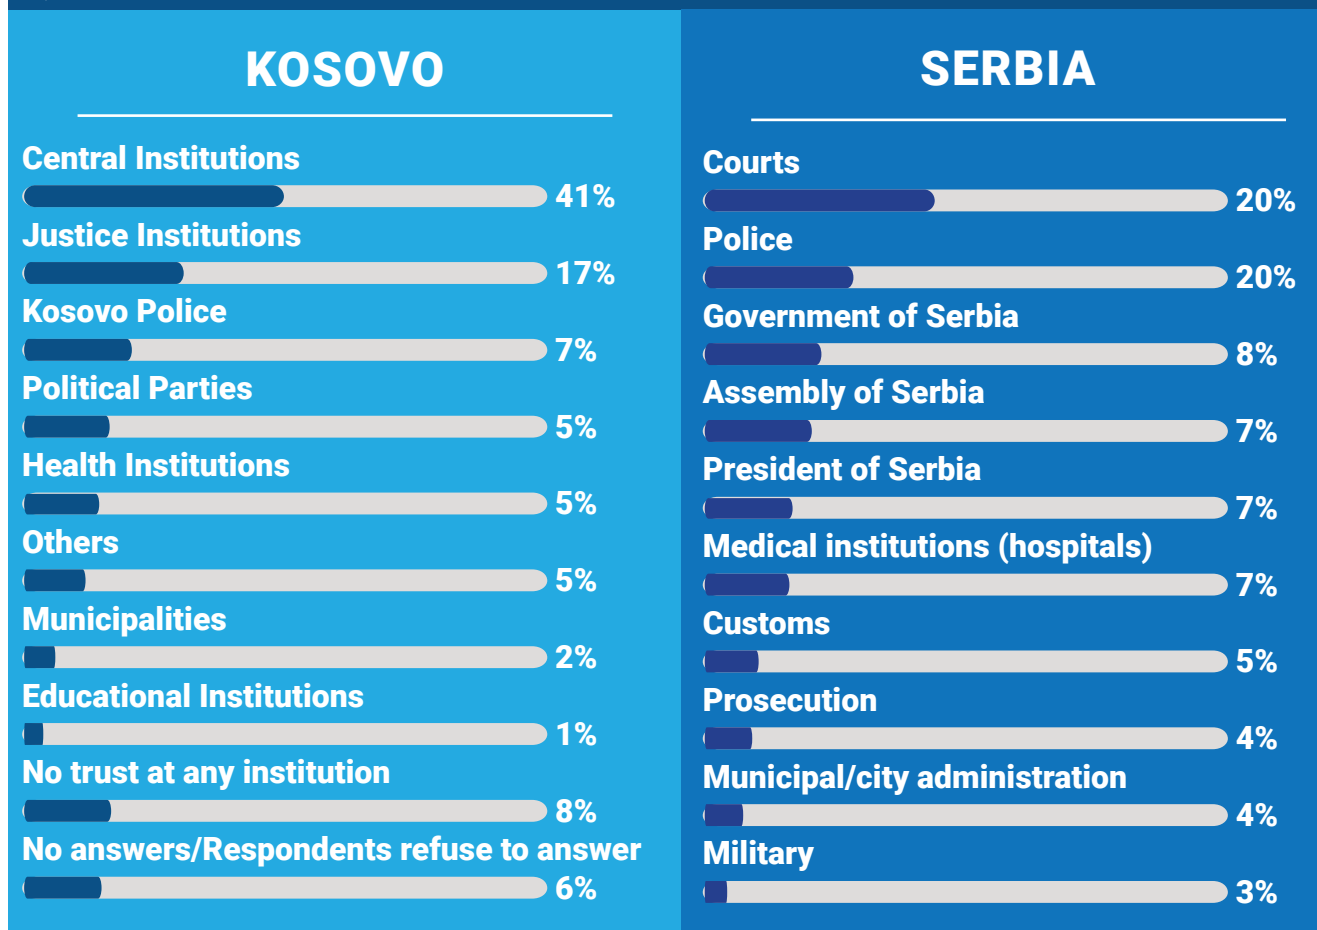 KOSOVO
Central Institutions
41%
Justice Institutions
17%
Kosovo Police
7%
Political Parties
5%
Health Institutions
5%
Others
5%
Municipalities
2%
Educational Institutions
1%
No trust at any institution
8%
No answers/Respondents refuse to answer
6%
SERBIA
Courts
20%
Police
20%
Government of Serbia
8%
Assembly of Serbia
7%
President of Serbia
7%
Medical institutions (hospitals)
7%
Customs
5%
Prosecution
4%
Municipal/city administration
4%
Military
3%